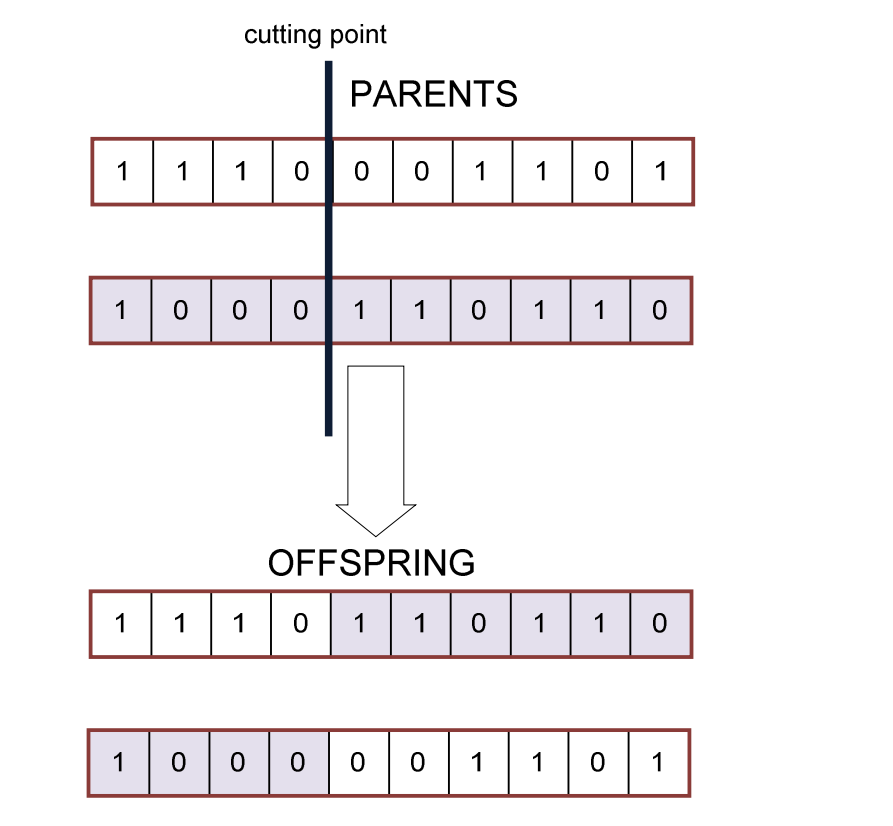 cutting point
PARENTS
1 1 1 0 0 0 1 1 0 1
1 0 0 0 1 1 0 1 1 0
OFFSPRING
1 1 1 0 1 1 0 1 1 0
1 0 0 0 0 0 1 1 0 1